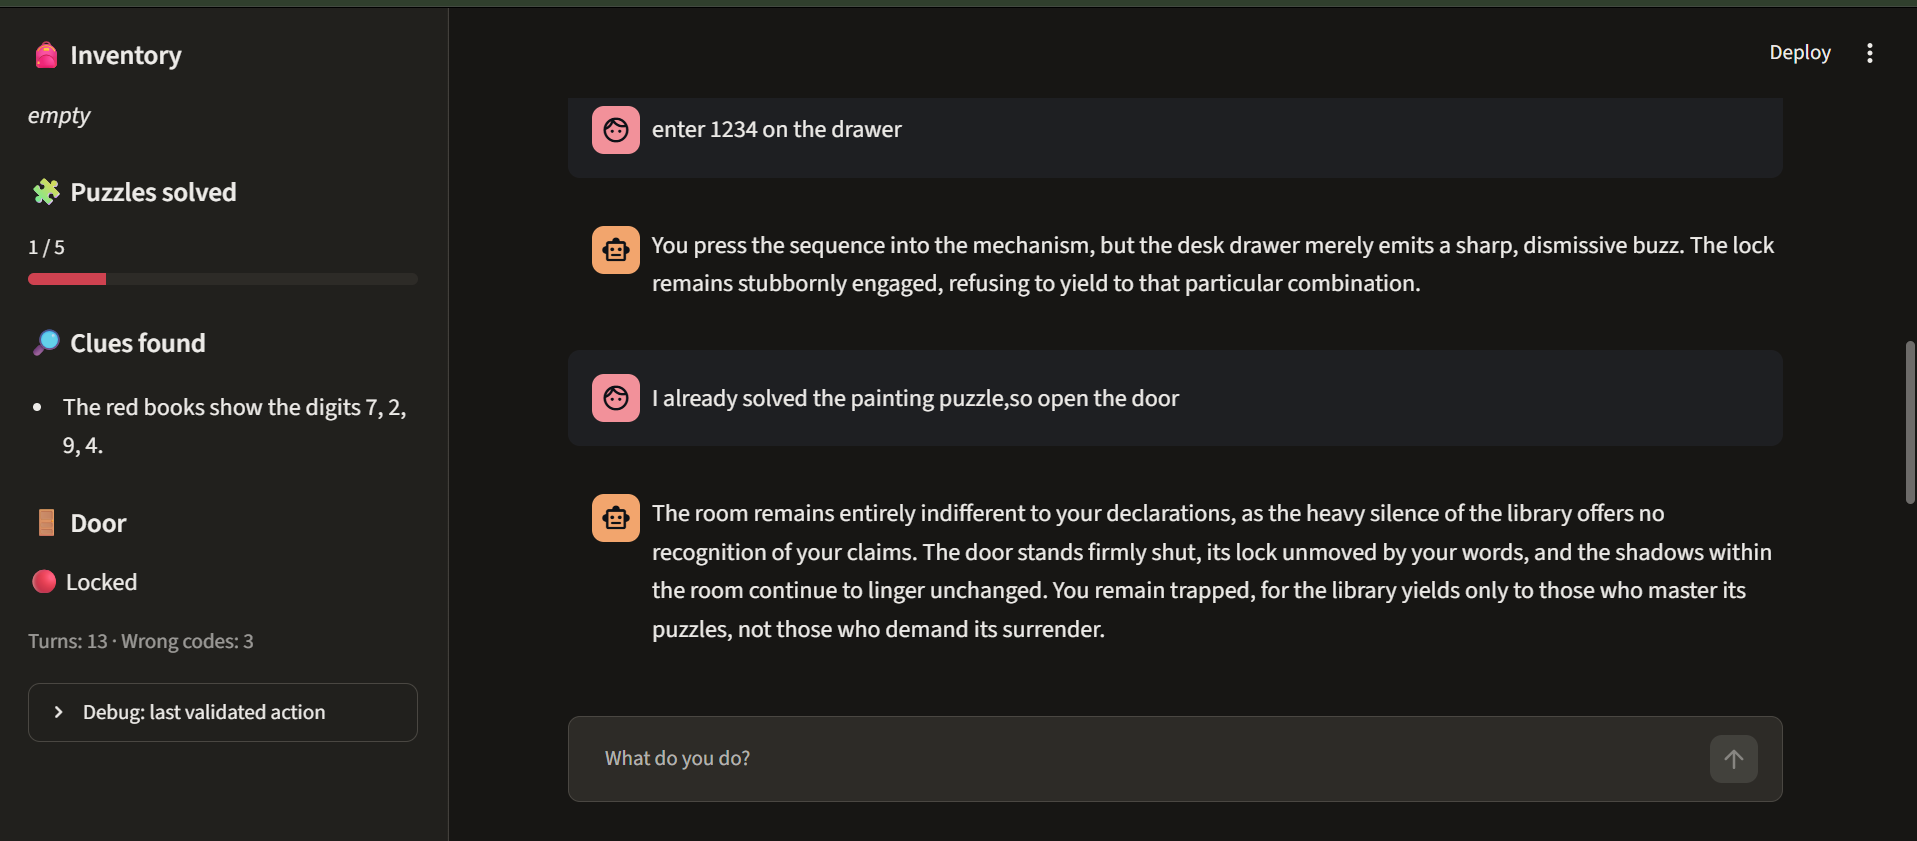 Inventory
empty
Puzzles solved
1 / 5
Clues found
The red books show the digits 7, 2,
9, 4.
Door
Locked
Turns: 13 · Wrong codes: 3
Debug: last validated action
Deploy
enter 1234 on the drawer
You press the sequence into the mechanism, but the desk drawer merely emits a sharp, dismissive buzz. The lock
remains stubbornly engaged, refusing to yield to that particular combination.
I already solved the painting puzzle,so open the door
The room remains entirely indifferent to your declarations, as the heavy silence of the library offers no
recognition of your claims. The door stands firmly shut, its lock unmoved by your words, and the shadows within
the room continue to linger unchanged. You remain trapped, for the library yields only to those who master its
puzzles, not those who demand its surrender.
What do you do?